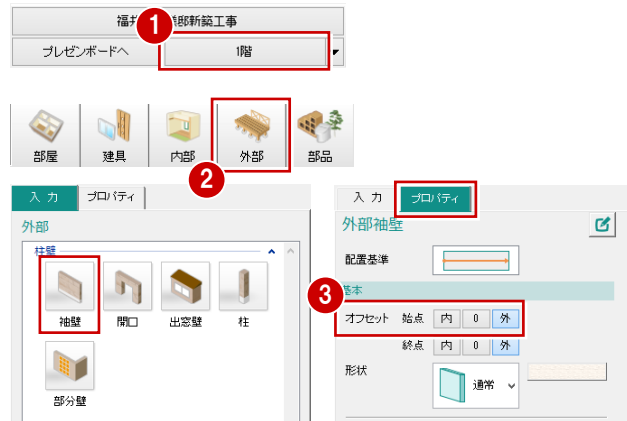 福井
邸新築工事
1
プレゼンボードへ
1階
部屋
建具
内部
外部
部品
2
入力
プロパティ
外部
柱壁
袖壁
開口
出窓壁
柱
部分壁
入力
プロパティ
外部袖壁
配置基準
3
基本
オフセット 始点 内 0 外
終点 内 0 外
形状
通常